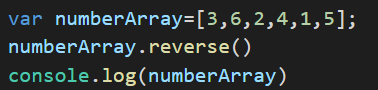 var numberArray=[3,6,2,4,1,5];
numberArray.reverse()
console.log(numberArray)